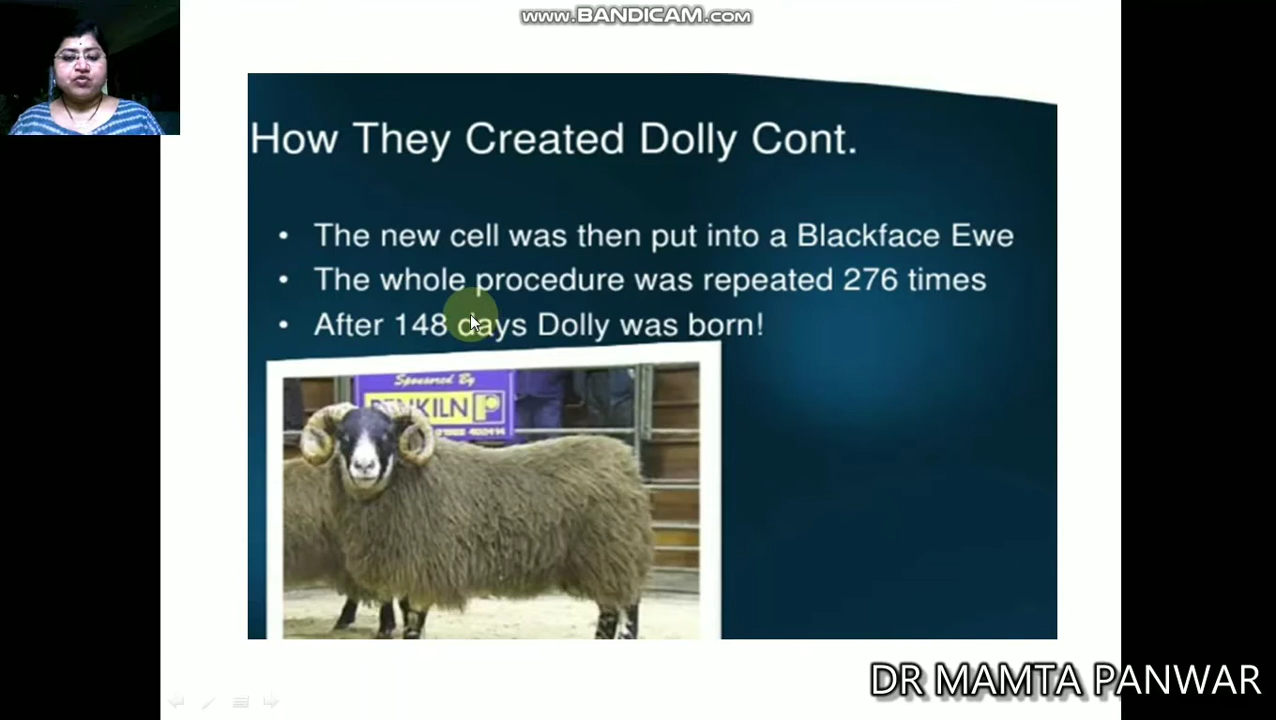 www.BANDICAM.com
How They Created Dolly Cont.
• The new cell was then put into a Blackface Ewe
• The whole procedure was repeated 276 times
• After 148 days Dolly was born!
Sponsored By
P
DR MAMTA PANWAR